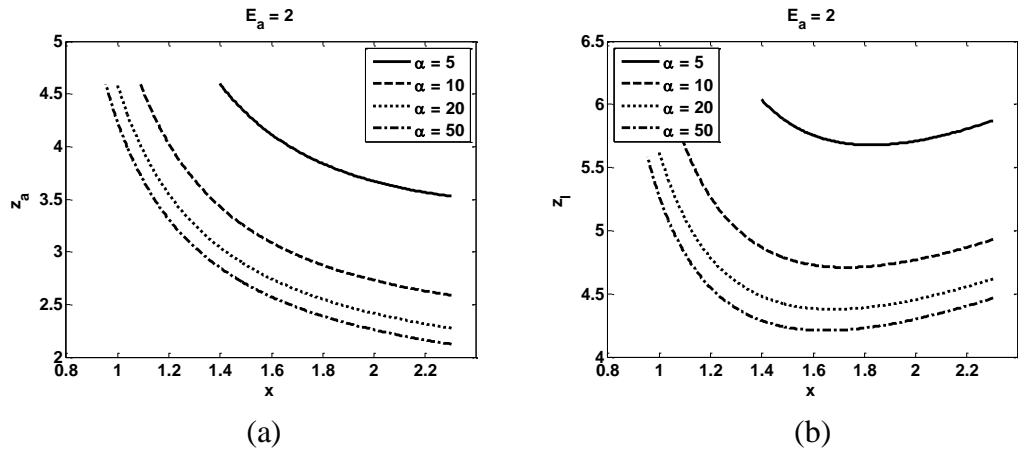 E_a = 2
5
4.5
4
3.5
3
2.5
2
z_a
0.8 1 1.2 1.4 1.6 1.8 2 2.2
x
α = 5
α = 10
α = 20
α = 50
(a)
E_a = 2
6.5
6
5.5
5
4.5
4
z_l
0.8 1 1.2 1.4 1.6 1.8 2 2.2
x
α = 5
α = 10
α = 20
α = 50
(b)